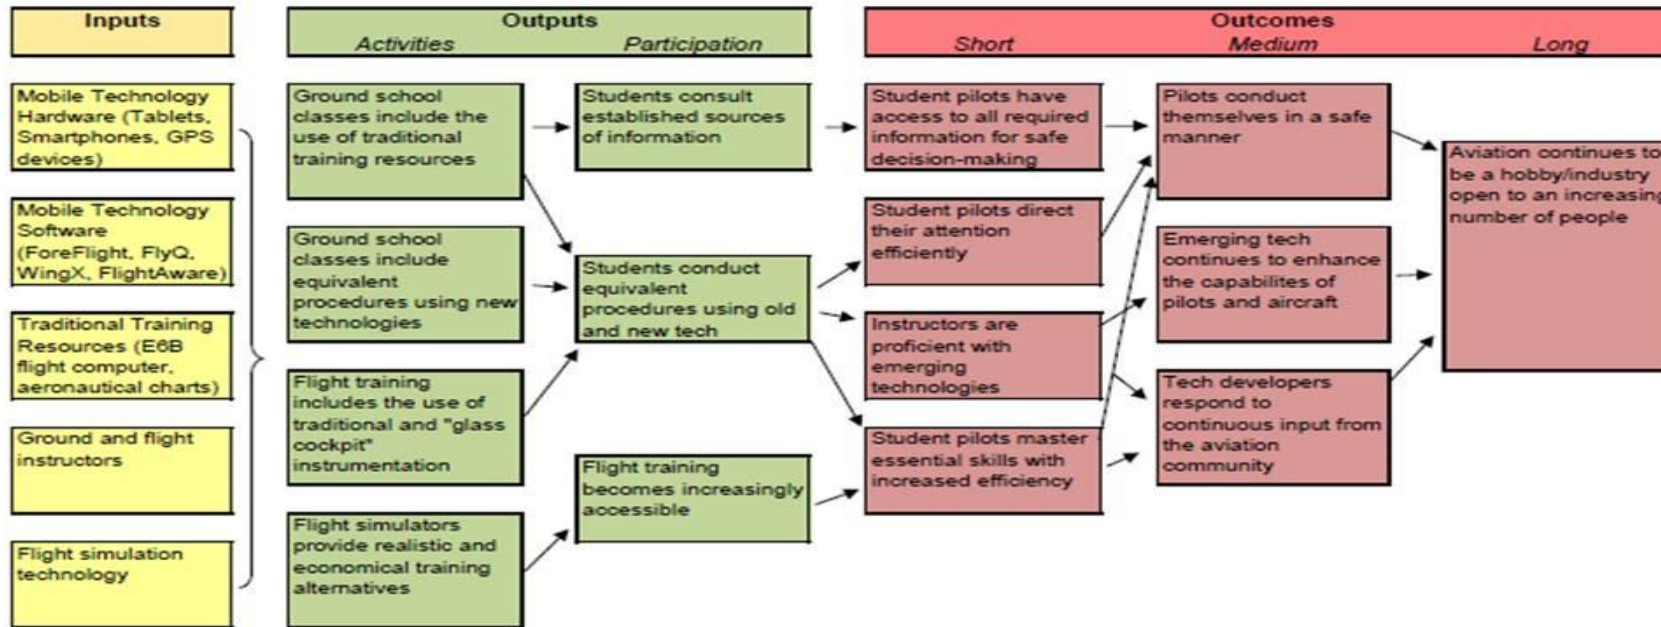 Inputs
Outputs
Activities
Participation
Outcomes
Short
Medium
Long
Mobile Technology
Hardware (Tablets,
Smartphones, GPS
devices)
Mobile Technology
Software
(ForeFlight, FlyQ,
WingX, FlightAware)
Traditional Training
Resources (E6B
flight computer,
aeronautical charts)
Ground and flight
instructors
Flight simulation
technology
Ground school
classes include the
use of traditional
training resources
Ground school
classes include
equivalent
procedures using new
technologies
Flight training
includes the use of
traditional and "glass
cockpit"
instrumentation
Flight simulators
provide realistic and
economical training
alternatives
Students consult
established sources
of information
Students conduct
equivalent
procedures using old
and new tech
Flight training
becomes increasingly
accessible
Student pilots have
access to all required
information for safe
decision-making
Student pilots direct
their attention
efficiently
Instructors are
proficient with
emerging
technologies
Student pilots master
essential skills with
increased efficiency
Pilots conduct
themselves in a safe
manner
Emerging tech
continues to enhance
the capabilites of
pilots and aircraft
Tech developers
respond to
continuous input from
the aviation
community
Aviation continues to
be a hobby/industry
open to an increasing
number of people